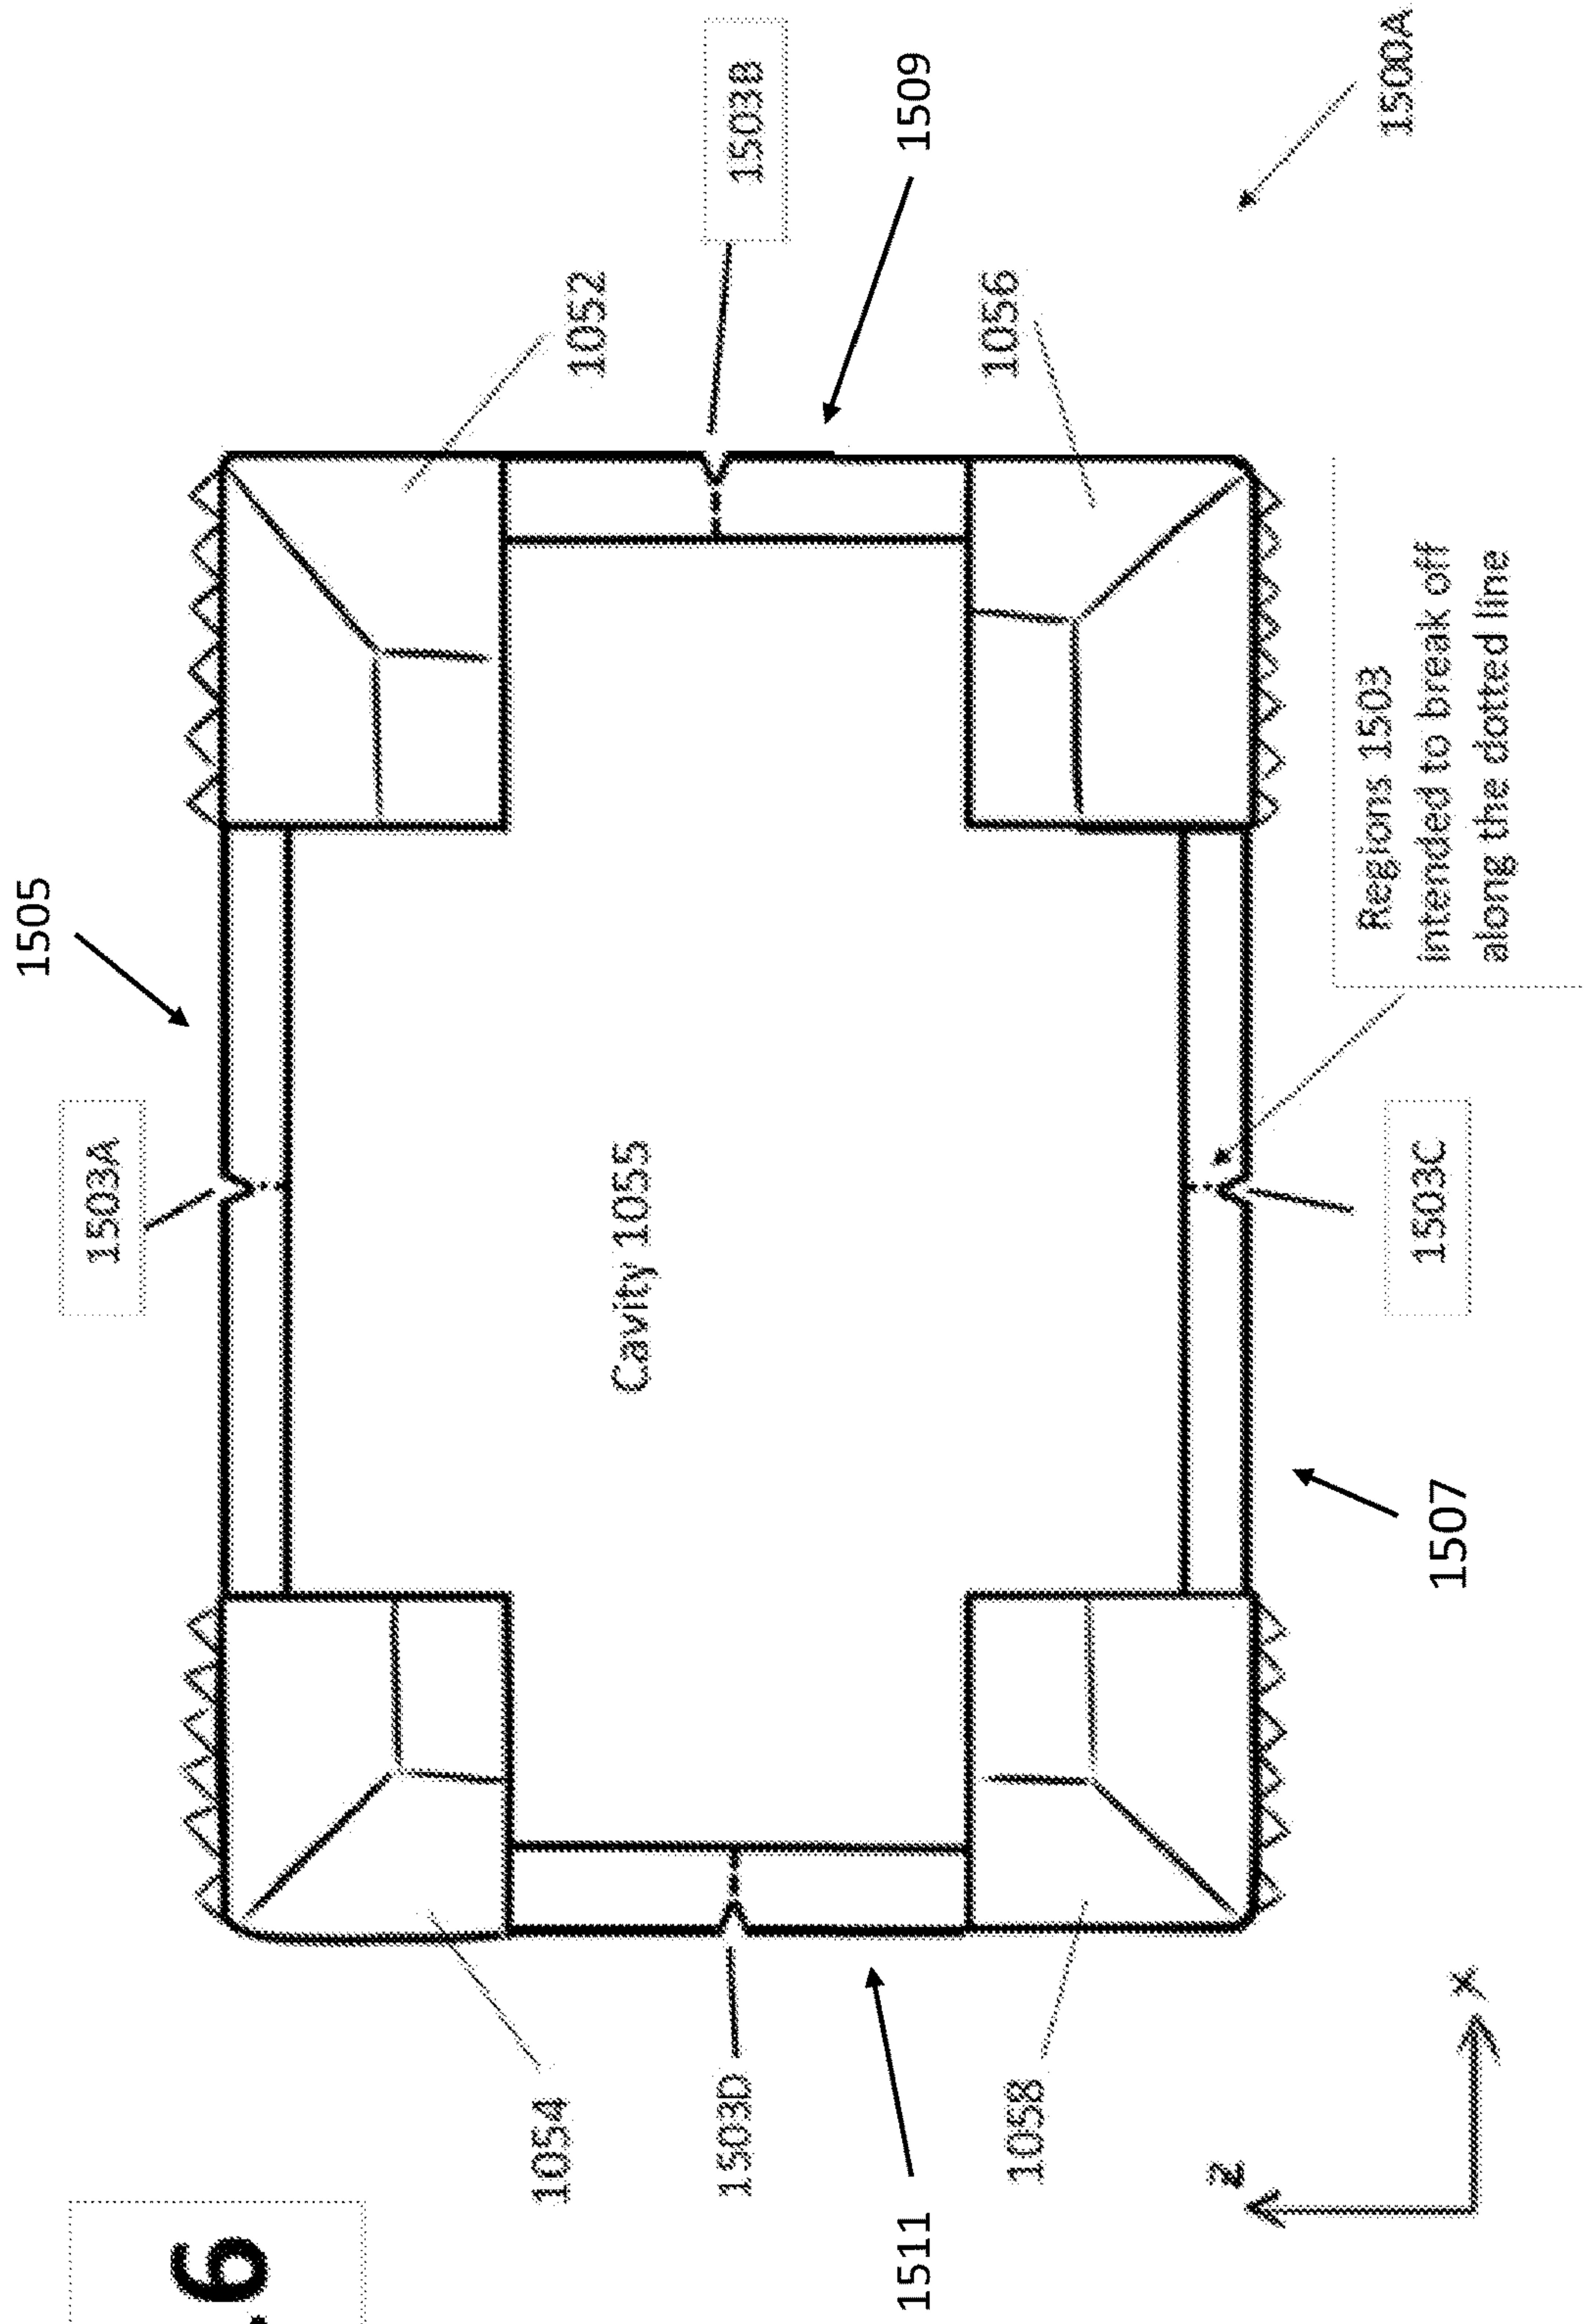 1505
1503A
.6
1054
Cavity 1055
1052
1503D
1503B
1511
1509
1058
1056
Z
X
1507
1503C
Regions 1503
intended to break off
along the dotted line
1500A